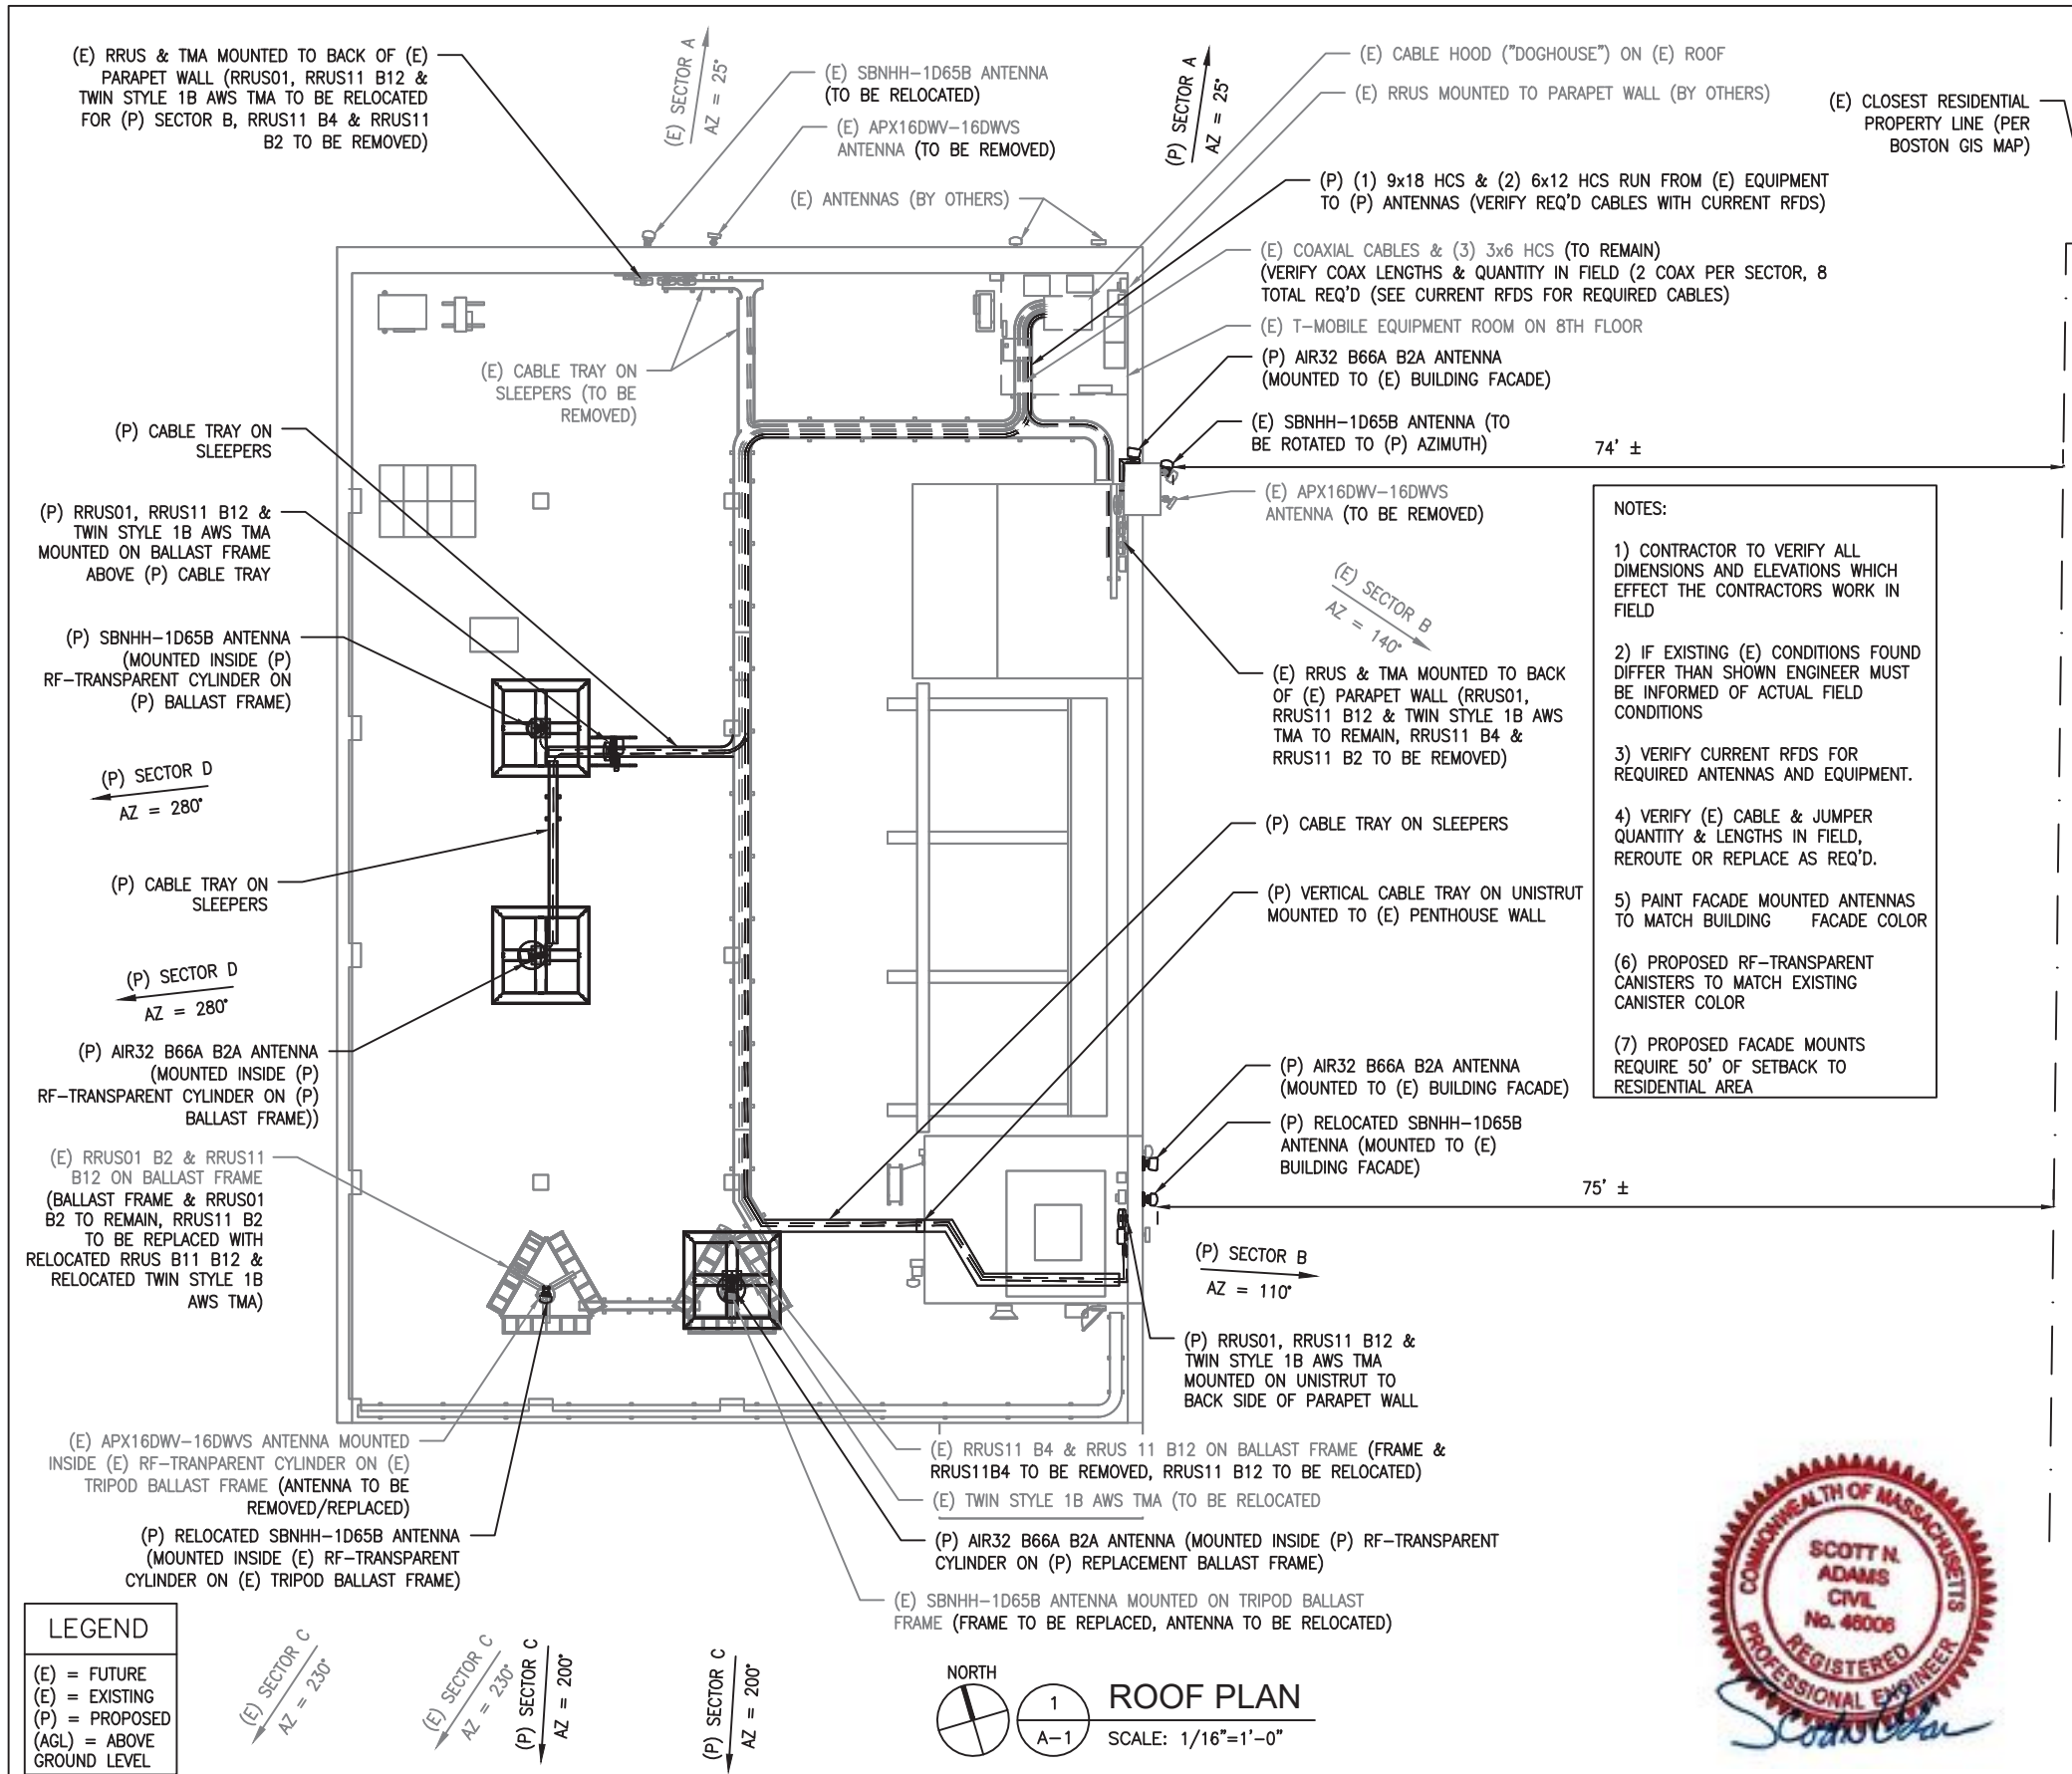 (E) RRUS & TMA MOUNTED TO BACK OF (E)
PARAPET WALL (RRUS01, RRUS11 B12 &
TWIN STYLE 1B AWS TMA TO BE RELOCATED
FOR (P) SECTOR B, RRUS11 B4 & RRUS11
B2 TO BE REMOVED)
(E) SECTOR A
AZ = 25°
(E) SBNHH-1D65B ANTENNA
(TO BE RELOCATED)
(E) APX16DWV-16DWVS
ANTENNA (TO BE REMOVED)
(E) ANTENNAS (BY OTHERS)
(P) SECTOR A
AZ = 25°
(E) CABLE HOOD ("DOGHOUSE") ON (E) ROOF
(E) RRUS MOUNTED TO PARAPET WALL (BY OTHERS)
(E) CLOSEST RESIDENTIAL
PROPERTY LINE (PER
BOSTON GIS MAP)
(P) (1) 9x18 HCS & (2) 6x12 HCS RUN FROM (E) EQUIPMENT
TO (P) ANTENNAS (VERIFY REQ'D CABLES WITH CURRENT RFDS)
(E) COAXIAL CABLES & (3) 3x6 HCS (TO REMAIN)
(VERIFY COAX LENGTHS & QUANTITY IN FIELD (2 COAX PER SECTOR, 8
TOTAL REQ'D (SEE CURRENT RFDS FOR REQUIRED CABLES)
(E) T-MOBILE EQUIPMENT ROOM ON 8TH FLOOR
(P) AIR32 B66A B2A ANTENNA
(MOUNTED TO (E) BUILDING FACADE)
(E) SBNHH-1D65B ANTENNA (TO
BE ROTATED TO (P) AZIMUTH)
74' ±
(E) APX16DWV-16DWVS
ANTENNA (TO BE REMOVED)
(E) SECTOR B
AZ = 140°
(E) RRUS & TMA MOUNTED TO BACK
OF (E) PARAPET WALL (RRUS01,
RRUS11 B12 & TWIN STYLE 1B AWS
TMA TO REMAIN, RRUS11 B4 &
RRUS11 B2 TO BE REMOVED)
(E) CABLE TRAY ON
SLEEPERS (TO BE
REMOVED)
(P) CABLE TRAY ON
SLEEPERS
(P) RRUS01, RRUS11 B12 &
TWIN STYLE 1B AWS TMA
MOUNTED ON BALLAST FRAME
ABOVE (P) CABLE TRAY
(P) SBNHH-1D65B ANTENNA
(MOUNTED INSIDE (P)
RF-TRANSPARENT CYLINDER ON
(P) BALLAST FRAME)
(P) SECTOR D
AZ = 280°
(P) CABLE TRAY ON
SLEEPERS
(P) SECTOR D
AZ = 280°
(P) AIR32 B66A B2A ANTENNA
(MOUNTED INSIDE (P)
RF-TRANSPARENT CYLINDER ON (P)
BALLAST FRAME))
(E) RRUS01 B2 & RRUS11
B12 ON BALLAST FRAME
(BALLAST FRAME & RRUS01
B2 TO REMAIN, RRUS11 B2
TO BE REPLACED WITH
RELOCATED RRUS B11 B12 &
RELOCATED TWIN STYLE 1B
AWS TMA)
NOTES:
1) CONTRACTOR TO VERIFY ALL
DIMENSIONS AND ELEVATIONS WHICH
EFFECT THE CONTRACTORS WORK IN
FIELD
2) IF EXISTING (E) CONDITIONS FOUND
DIFFER THAN SHOWN ENGINEER MUST
BE INFORMED OF ACTUAL FIELD
CONDITIONS
3) VERIFY CURRENT RFDS FOR
REQUIRED ANTENNAS AND EQUIPMENT.
4) VERIFY (E) CABLE & JUMPER
QUANTITY & LENGTHS IN FIELD,
REROUTE OR REPLACE AS REQ'D.
5) PAINT FACADE MOUNTED ANTENNAS
TO MATCH BUILDING FACADE COLOR
(6) PROPOSED RF-TRANSPARENT
CANISTERS TO MATCH EXISTING
CANISTER COLOR
(7) PROPOSED FACADE MOUNTS
REQUIRE 50' OF SETBACK TO
RESIDENTIAL AREA
(P) CABLE TRAY ON SLEEPERS
(P) VERTICAL CABLE TRAY ON UNISTRUT
MOUNTED TO (E) PENTHOUSE WALL
(P) AIR32 B66A B2A ANTENNA
(MOUNTED TO (E) BUILDING FACADE)
(P) RELOCATED SBNHH-1D65B
ANTENNA (MOUNTED TO (E)
BUILDING FACADE)
75' ±
(P) SECTOR B
AZ = 110°
(P) RRUS01, RRUS11 B12 &
TWIN STYLE 1B AWS TMA
MOUNTED ON UNISTRUT TO
BACK SIDE OF PARAPET WALL
(E) APX16DWV-16DWVS ANTENNA MOUNTED
INSIDE (E) RF-TRANPARENT CYLINDER ON (E)
TRIPOD BALLAST FRAME (ANTENNA TO BE
REMOVED/REPLACED)
(P) RELOCATED SBNHH-1D65B ANTENNA
(MOUNTED INSIDE (E) RF-TRANSPARENT
CYLINDER ON (E) TRIPOD BALLAST FRAME)
(E) RRUS11 B4 & RRUS 11 B12 ON BALLAST FRAME (FRAME &
RRUS11B4 TO BE REMOVED, RRUS11 B12 TO BE RELOCATED)
(E) TWIN STYLE 1B AWS TMA (TO BE RELOCATED
(P) AIR32 B66A B2A ANTENNA (MOUNTED INSIDE (P) RF-TRANSPARENT
CYLINDER ON (P) REPLACEMENT BALLAST FRAME)
(E) SBNHH-1D65B ANTENNA MOUNTED ON TRIPOD BALLAST
FRAME (FRAME TO BE REPLACED, ANTENNA TO BE RELOCATED)
LEGEND
(E) = FUTURE
(E) = EXISTING
(P) = PROPOSED
(AGL) = ABOVE
GROUND LEVEL
(E) SECTOR C
AZ = 230°
(E) SECTOR C
AZ = 230°
(P) SECTOR C
AZ = 200°
(P) SECTOR C
AZ = 200°
NORTH
1
A-1
ROOF PLAN
SCALE: 1/16"=1'-0"
COMMONWEALTH OF MASSACHUSETTS
SCOTT N.
ADAMS
CIVIL
No. 46006
REGISTERED
PROFESSIONAL ENGINEER